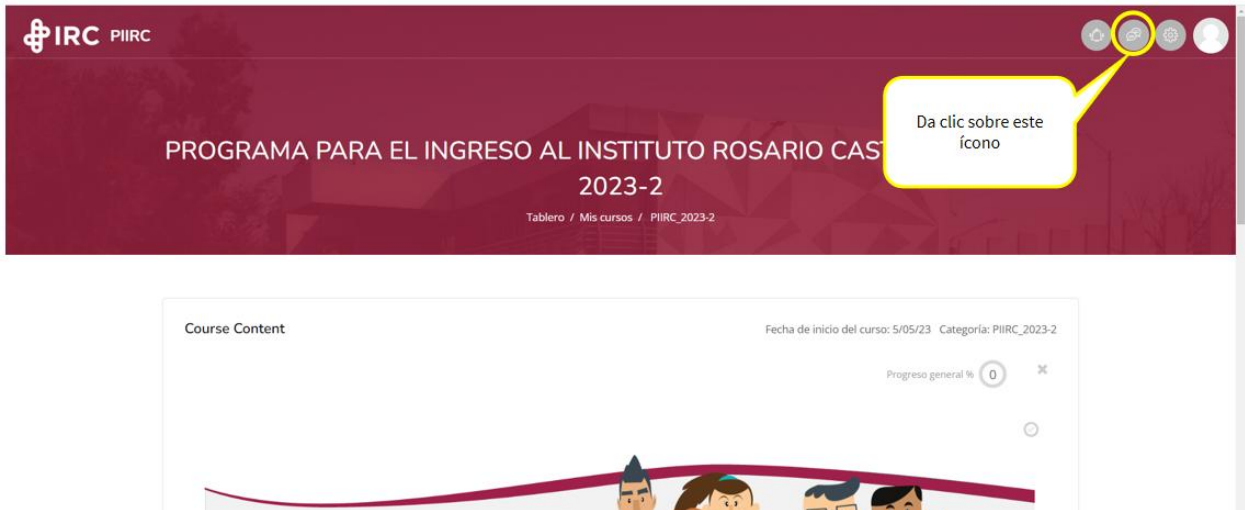 IRC PIIRC
Da clic sobre este
ícono
PROGRAMA PARA EL INGRESO AL INSTITUTO ROSARIO
2023-2
Tablero / Mis cursos / PIIRC_2023-2
Course Content
Fecha de inicio del curso: 5/05/23 Categoría: PIIRC_2023-2
Progreso general % 0